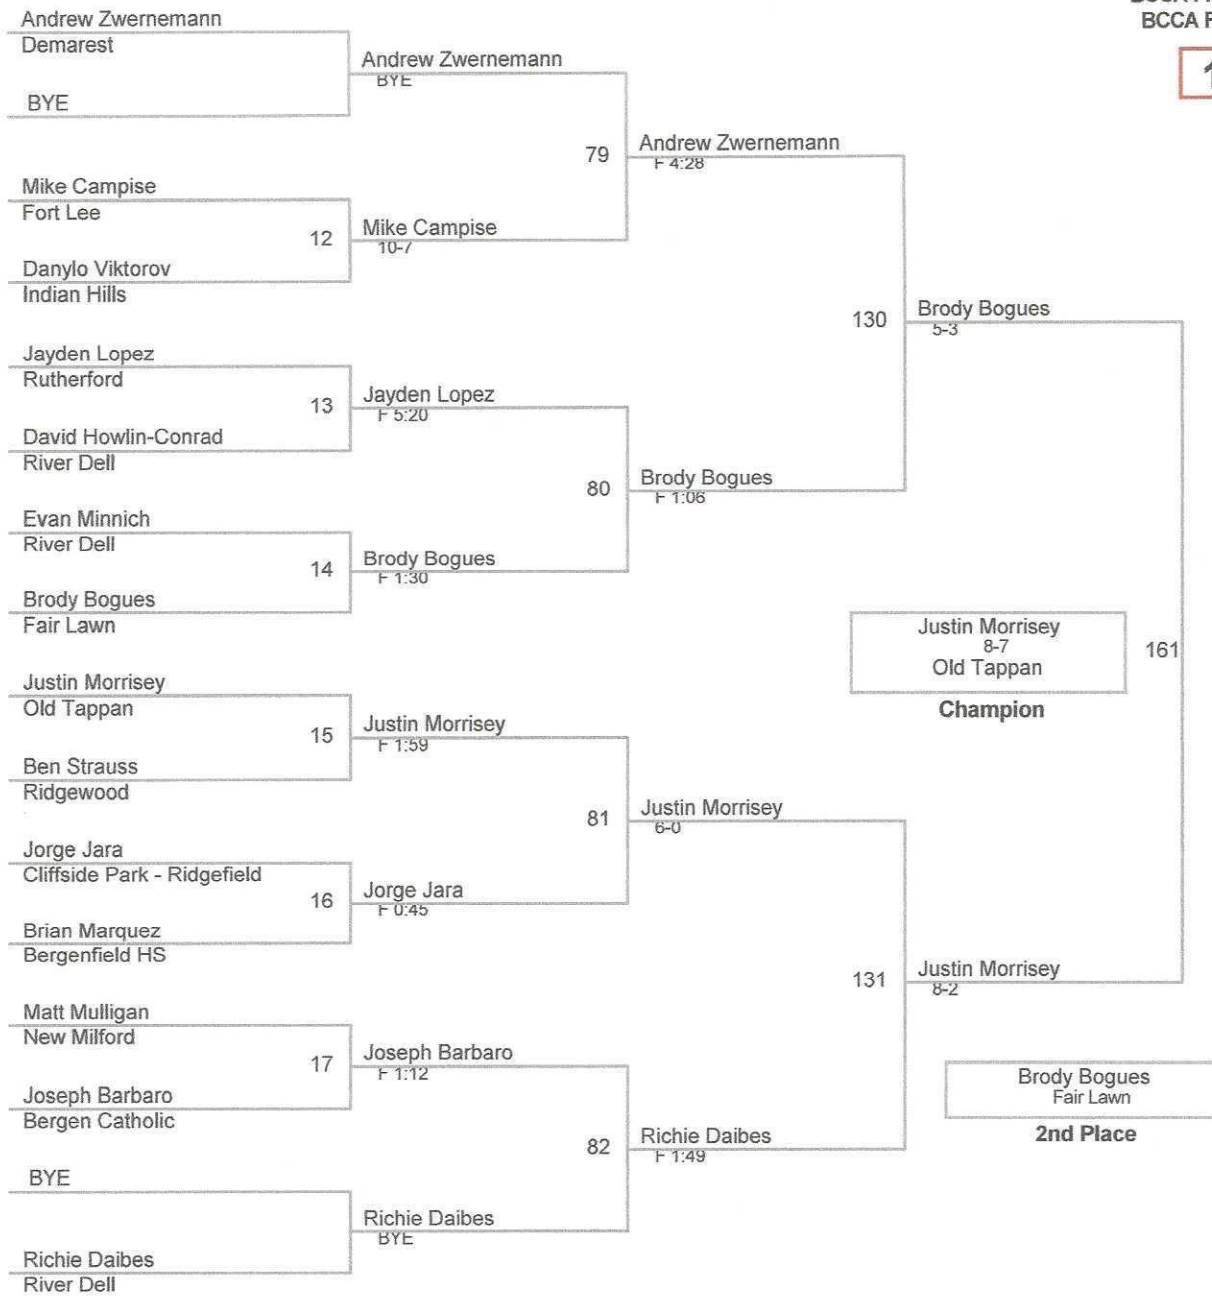 BCCA F
1
Andrew Zwernemann
Demarest
BYE
Andrew Zwernemann
BYE
79
Andrew Zwernemann
F 4:28
Mike Campise
Fort Lee
12
Mike Campise
10-7
Danylo Viktorov
Indian Hills
130
Brody Bogues
5-3
Jayden Lopez
Rutherford
13
Jayden Lopez
F 5:20
David Howlin-Conrad
River Dell
80
Brody Bogues
F 1:06
Evan Minnich
River Dell
14
Brody Bogues
F 1:30
Brody Bogues
Fair Lawn
Justin Morrisey
8-7
Old Tappan
Champion
161
Justin Morrisey
Old Tappan
15
Justin Morrisey
F 1:59
Ben Strauss
Ridgewood
81
Justin Morrisey
6-0
Jorge Jara
Cliffside Park - Ridgefield
16
Jorge Jara
F 0:45
Brian Marquez
Bergenfield HS
131
Justin Morrisey
8-2
Matt Mulligan
New Milford
17
Joseph Barbaro
F 1:12
Joseph Barbaro
Bergen Catholic
Brody Bogues
Fair Lawn
2nd Place
82
Richie Daibes
F 1:49
BYE
Richie Daibes
BYE
Richie Daibes
River Dell